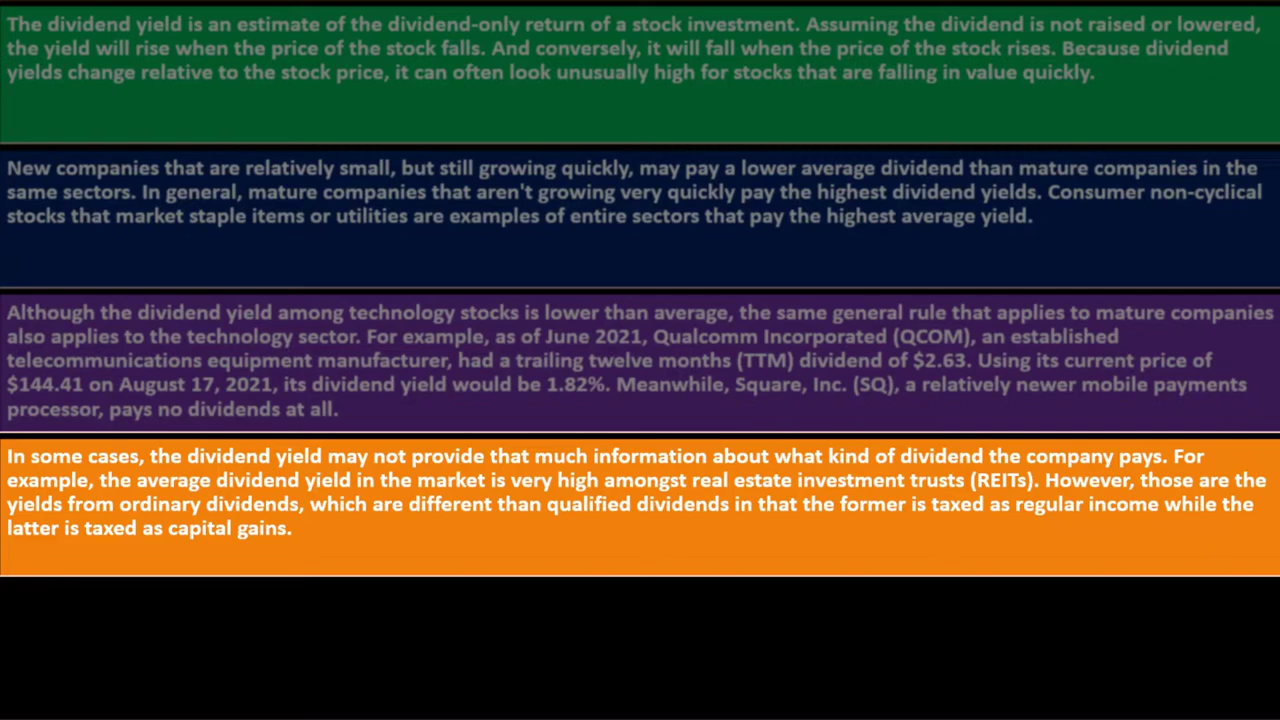 The dividend yield is an estimate of the dividend-only return of a stock investment. Assuming the dividend is not raised or lowered,
the yield will rise when the price of the stock falls. And conversely, it will fall when the price of the stock rises. Because dividend
yields change relative to the stock price, it can often look unusually high for stocks that are falling in value quickly.
New companies that are relatively small, but still growing quickly, may pay a lower average dividend than mature companies in the
same sectors. In general, mature companies that aren't growing very quickly pay the highest dividend yields. Consumer non-cyclical
stocks that market staple items or utilities are examples of entire sectors that pay the highest average yield.
Although the dividend yield among technology stocks is lower than average, the same general rule that applies to mature companies
also applies to the technology sector. For example, as of June 2021, Qualcomm Incorporated (QCOM), an established
telecommunications equipment manufacturer, had a trailing twelve months (TTM) dividend of $2.63. Using its current price of
$144.41 on August 17, 2021, its dividend yield would be 1.82%. Meanwhile, Square, Inc. (SQ), a relatively newer mobile payments
processor, pays no dividends at all.
In some cases, the dividend yield may not provide that much information about what kind of dividend the company pays. For
example, the average dividend yield in the market is very high amongst real estate investment trusts (REITs). However, those are the
yields from ordinary dividends, which are different than qualified dividends in that the former is taxed as regular income while the
latter is taxed as capital gains.